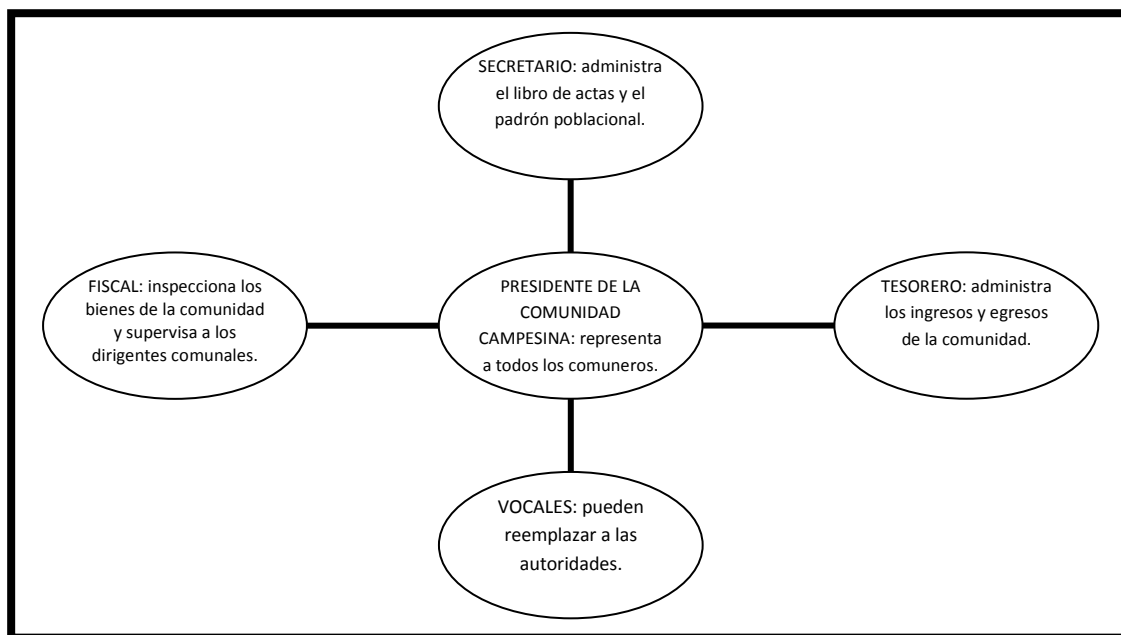 SECRETARIO: administra
el libro de actas y el
padrón poblacional.
FISCAL: inspecciona los
bienes de la comunidad
y supervisa a los
dirigentes comunales.
PRESIDENTE DE LA
COMUNIDAD
CAMPESINA: representa
a todos los comuneros.
TESORERO: administra
los ingresos y egresos
de la comunidad.
VOCALES: pueden
reemplazar a las
autoridades.